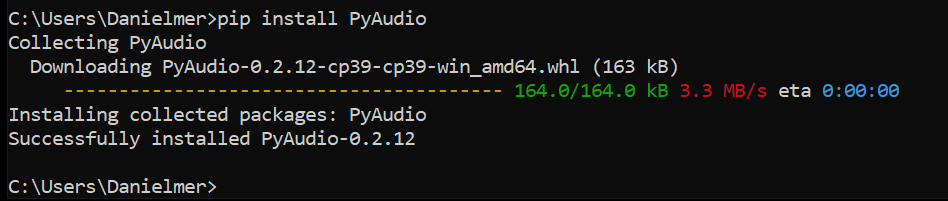 C:\Users\Danielmer>pip install PyAudio
Collecting PyAudio
Downloading PyAudio-0.2.12-cp39-cp39-win_amd64.whl (163 kB)
---------------------------------------- 164.0/164.0 kB 3.3 MB/s eta 0:00:00
Installing collected packages: PyAudio
Successfully installed PyAudio-0.2.12
C:\Users\Danielmer>